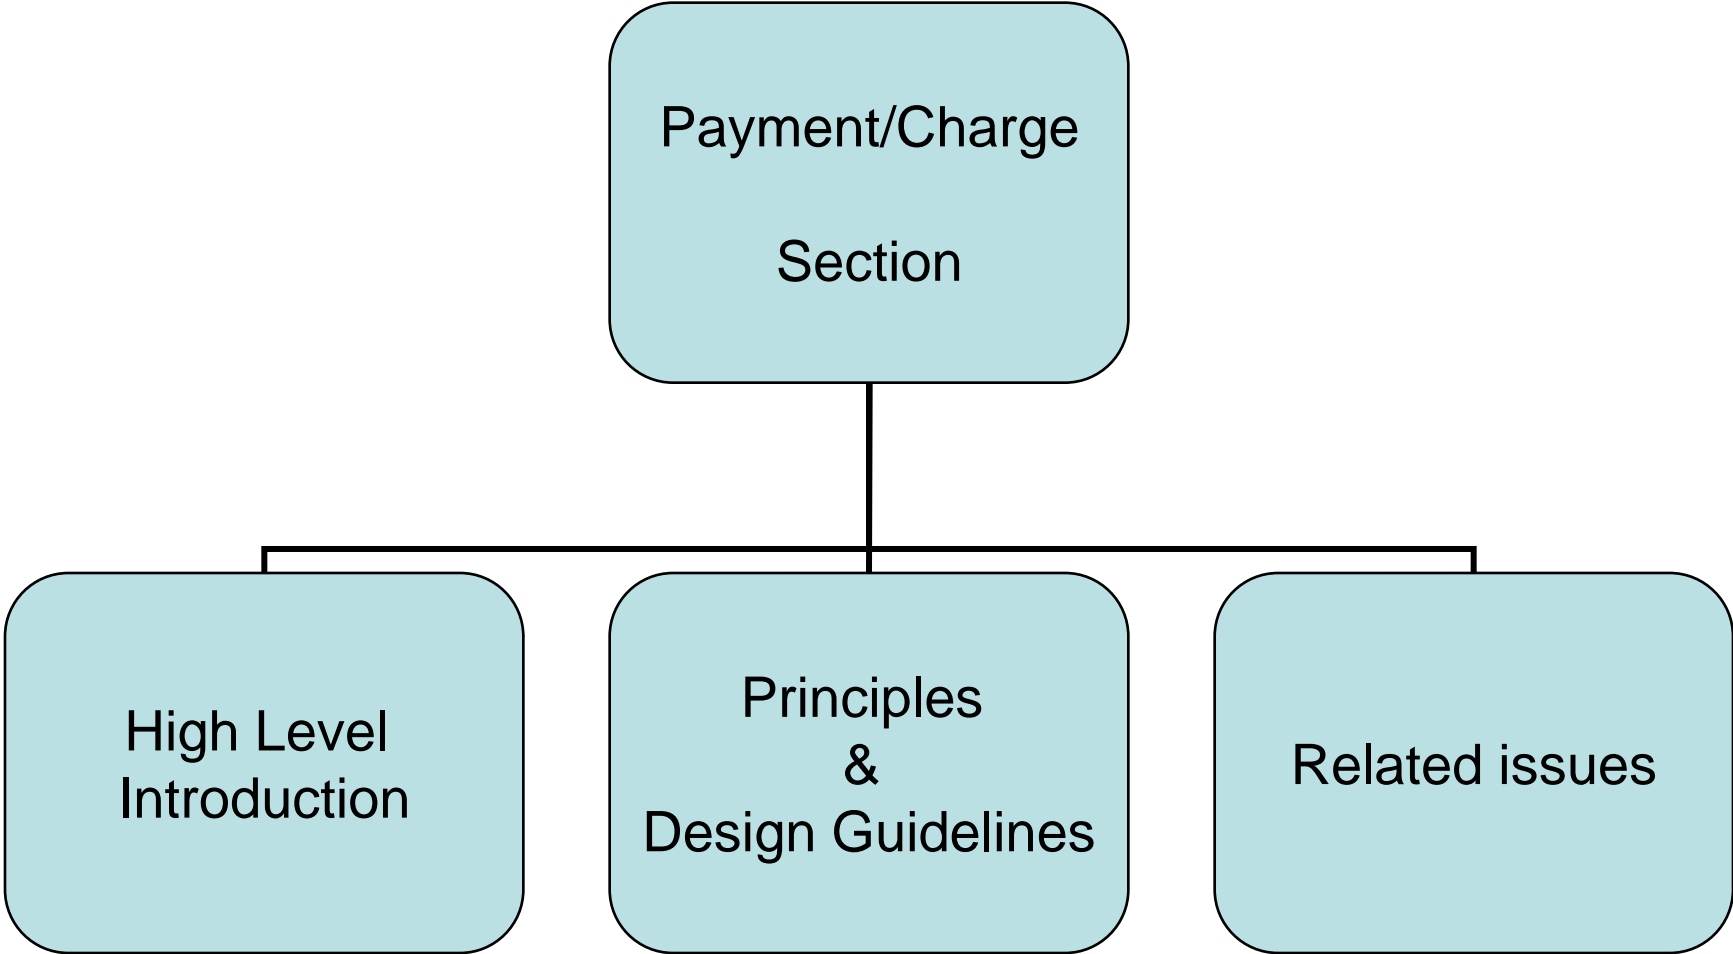 Payment/Charge
Section
High Level
Introduction
Principles
&
Design Guidelines
Related issues